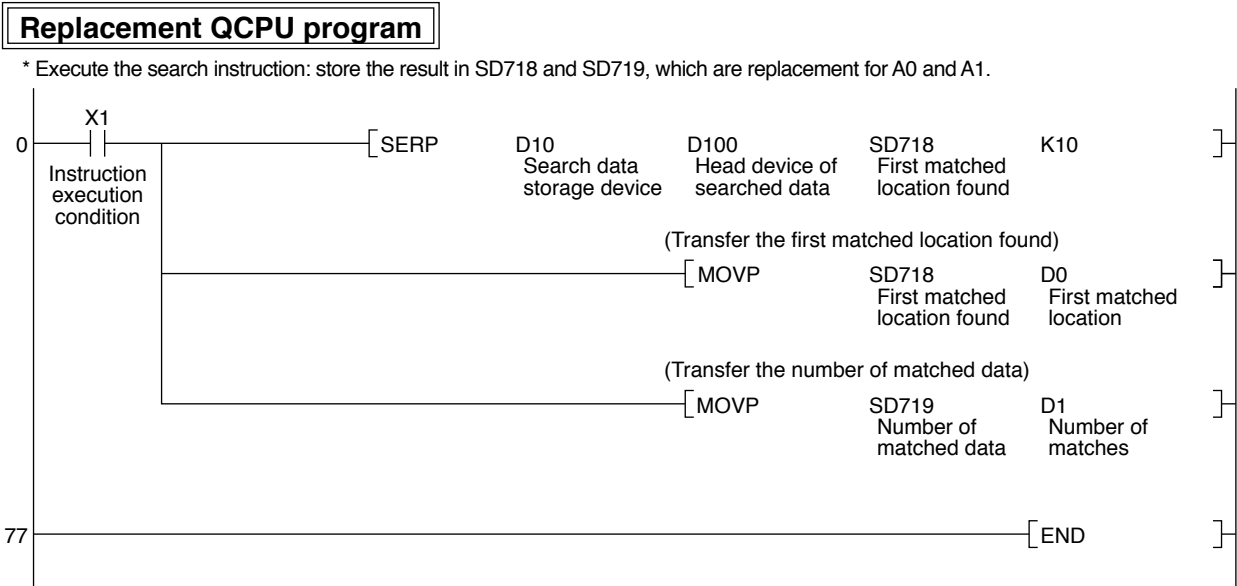 Replacement QCPU program
* Execute the search instruction: store the result in SD718 and SD719, which are replacement for A0 and A1.
X1
0 SERP D10 D100 SD718 K10
Instruction execution condition
Search data storage device
Head device of searched data
First matched location found
(Transfer the first matched location found)
MOVP SD718 D0
First matched location found
First matched location
(Transfer the number of matched data)
MOVP SD719 D1
Number of matched data
Number of matches
77 END